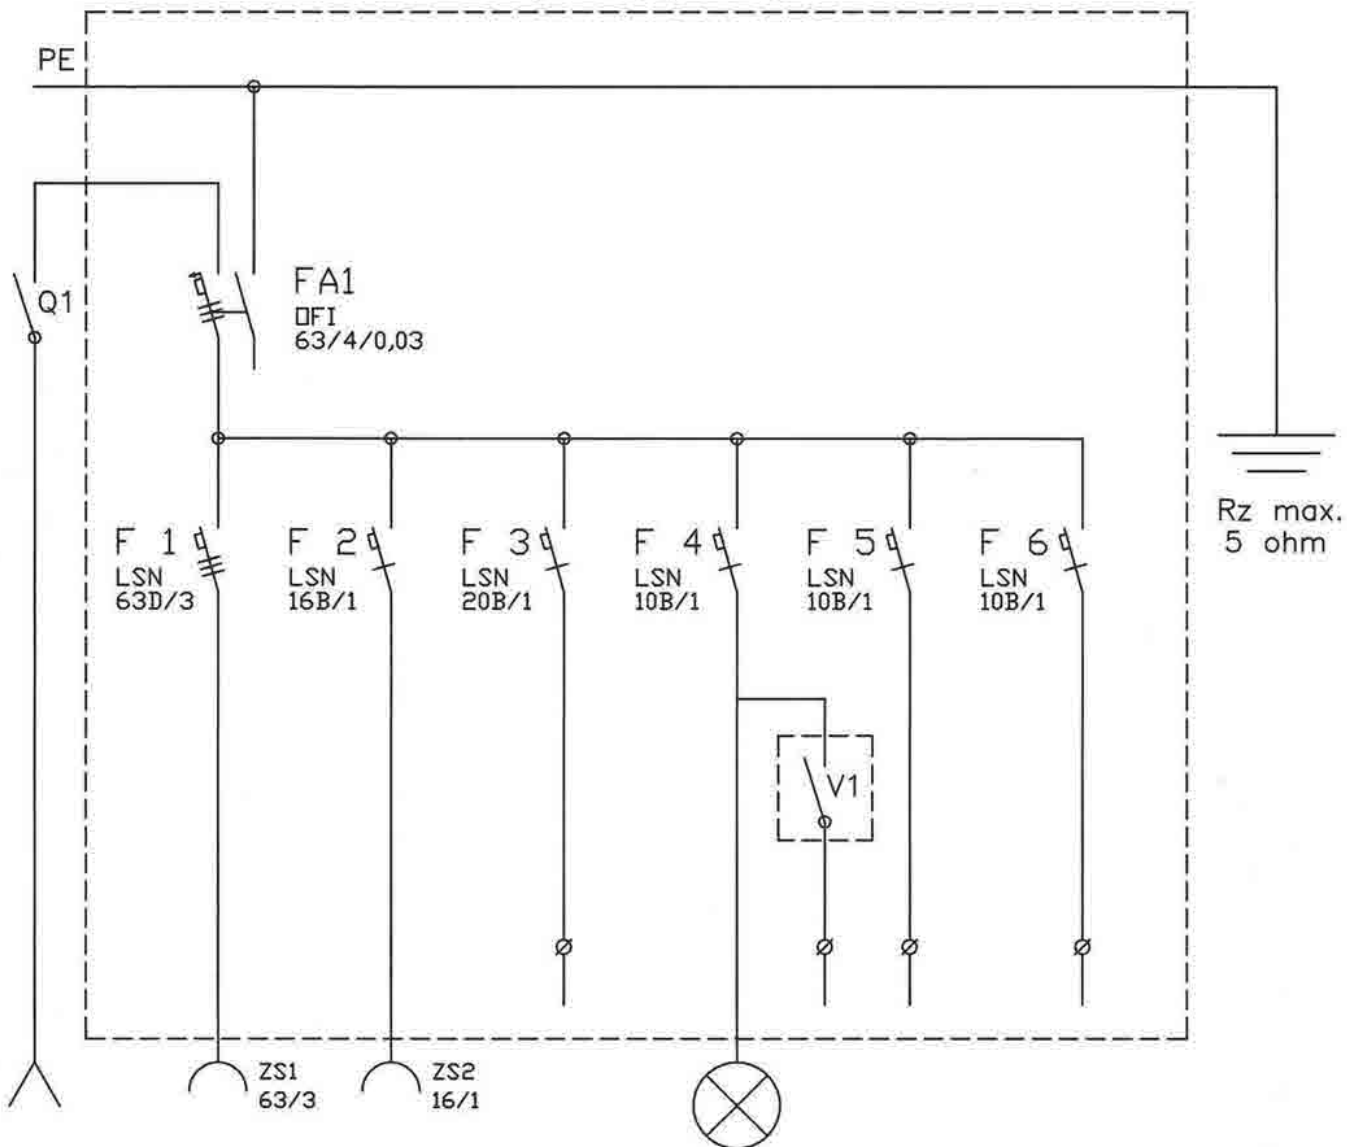 PE
Q1
FA1
OFI
63/4/0,03
F 1
LSN
63D/3
F 2
LSN
16B/1
F 3
LSN
20B/1
F 4
LSN
10B/1
F 5
LSN
10B/1
F 6
LSN
10B/1
Rz max.
5 ohm
V1
ZS1
63/3
ZS2
16/1